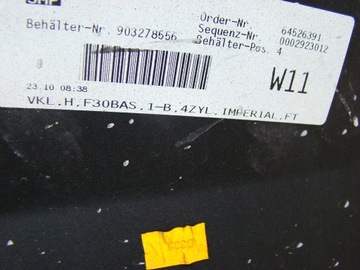 SMP
Order-Nr. 64526391
Behälter-Nr. 903278556 Sequenz-Nr. 0002923012
Behälter-Pos. 4
W11
23.10 08:38
VKL.H.F30BAS.1-B.4ZYL.IMPERIAL.FT